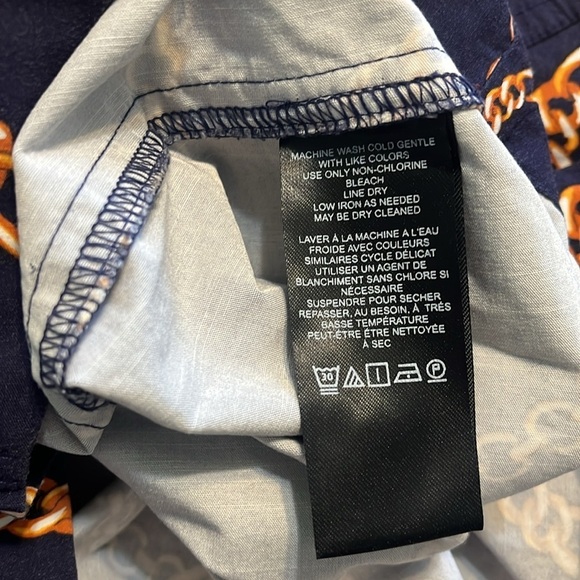 MACHINE WASH COLD GENTLE
WITH LIKE COLORS
USE ONLY NON-CHLORINE
BLEACH
LINE DRY
LOW IRON AS NEEDED
MAY BE DRY CLEANED
LAVER À LA MACHINE A L'EAU
FROIDE AVEC COULEURS
SIMILAIRES CYCLE DÉLICAT
UTILISER UN AGENT DE
BLANCHIMENT SANS CHLORE SI
NÉCESSAIRE
SUSPENDRE POUR SECHER
REPASSER, AU BESOIN, À TRÉS
BASSE TEMPÉRATURE
PEUT-ÊTRE NETTOYÉE
À SEC
30 P